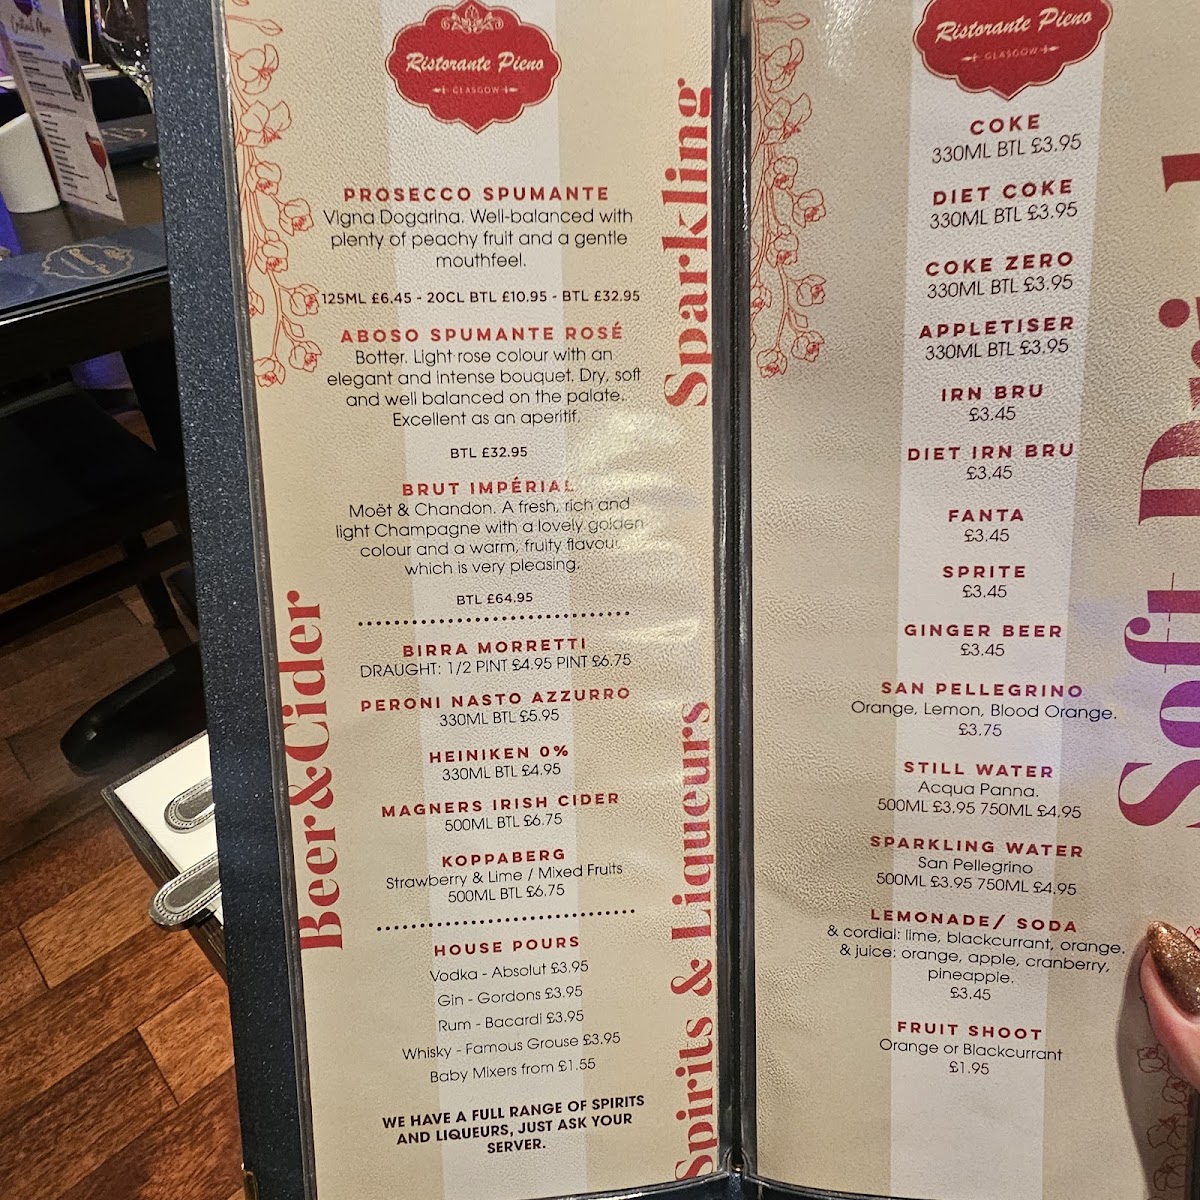 Cocktail Menu
Ristorante Pieno
GLASGOW
Sparkling
PROSECCO SPUMANTE
Vigna Dogarina. Well-balanced with
plenty of peachy fruit and a gentle
mouthfeel.
125ML £6.45 - 20CL BTL £10.95 - BTL £32.95
ABOSO SPUMANTE ROSÉ
Botter. Light rose colour with an
elegant and intense bouquet. Dry, soft
and well balanced on the palate.
Excellent as an aperitif.
BTL £32.95
BRUT IMPÉRIAL
Moët & Chandon. A fresh, rich and
light Champagne with a lovely golden
colour and a warm, fruity flavour
which is very pleasing.
BTL £64.95
Beer&Cider
BIRRA MORRETTI
DRAUGHT: 1/2 PINT £4.95 PINT £6.75
PERONI NASTO AZZURRO
330ML BTL £5.95
HEINIKEN 0%
330ML BTL £4.95
MAGNERS IRISH CIDER
500ML BTL £6.75
KOPPABERG
Strawberry & Lime / Mixed Fruits
500ML BTL £6.75
Spirits & Liqueurs
HOUSE POURS
Vodka - Absolut £3.95
Gin - Gordons £3.95
Rum - Bacardi £3.95
Whisky - Famous Grouse £3.95
Baby Mixers from £1.55
WE HAVE A FULL RANGE OF SPIRITS
AND LIQUEURS, JUST ASK YOUR
SERVER.
Ristorante Pieno
GLASGOW
Soft
COKE
330ML BTL £3.95
DIET COKE
330ML BTL £3.95
COKE ZERO
330ML BTL £3.95
APPLETISER
330ML BTL £3.95
IRN BRU
£3.45
DIET IRN BRU
£3.45
FANTA
£3.45
SPRITE
£3.45
GINGER BEER
£3.45
SAN PELLEGRINO
Orange, Lemon, Blood Orange.
£3.75
STILL WATER
Acqua Panna.
500ML £3.95 750ML £4.95
SPARKLING WATER
San Pellegrino
500ML £3.95 750ML £4.95
LEMONADE/ SODA
& cordial: lime, blackcurrant, orange.
& juice: orange, apple, cranberry,
pineapple.
£3.45
FRUIT SHOOT
Orange or Blackcurrant
£1.95